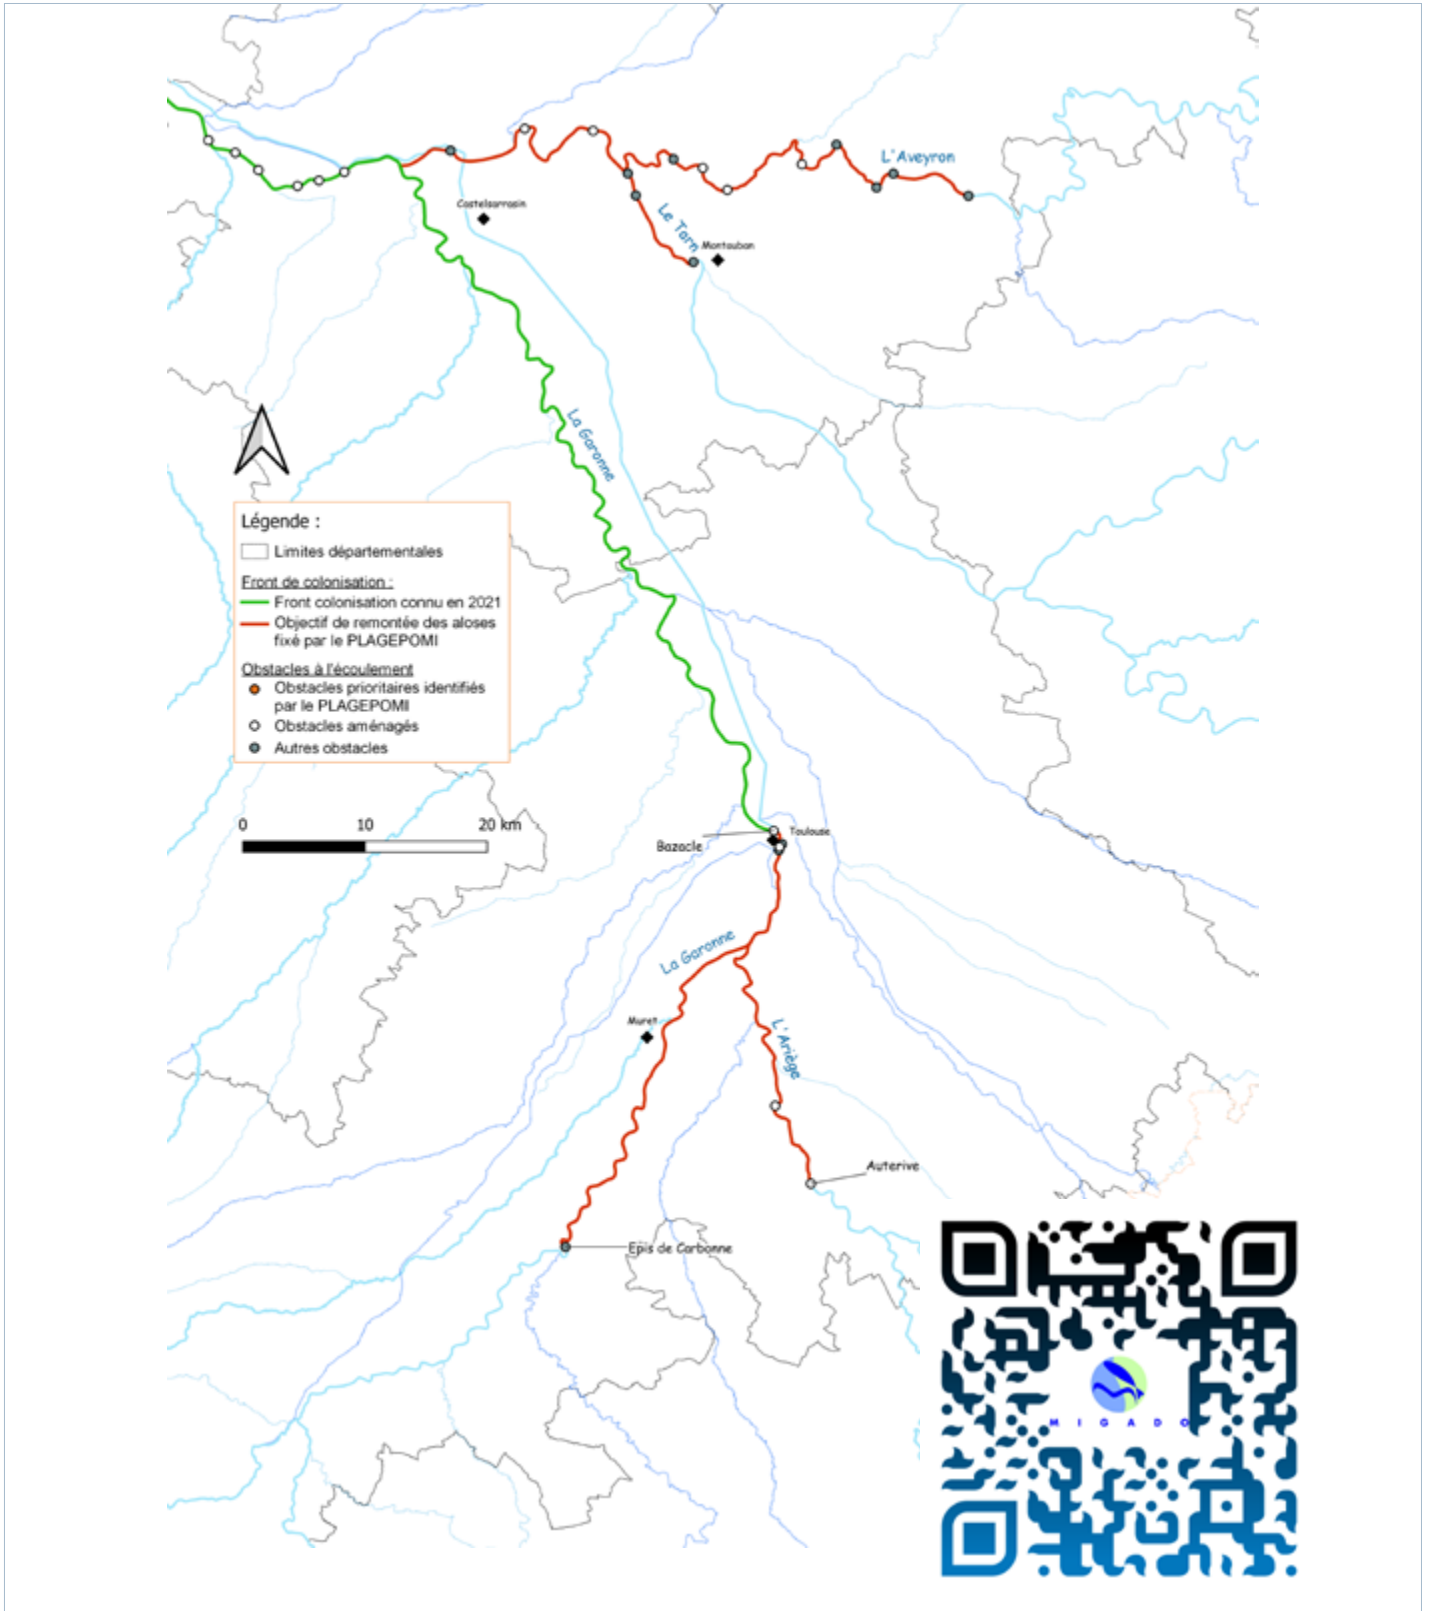 L'Aveyron
Castelsarrasin
Le Tarn
Montauban
La Garonne
Légende :
Limites départementales
Front de colonisation :
Front colonisation connu en 2021
Objectif de remontée des aloses
fixé par le PLAGEPOMI
Obstacles à l'écoulement
Obstacles prioritaires identifiés
par le PLAGEPOMI
Obstacles aménagés
Autres obstacles
0 10 20 km
Toulouse
Bazacle
La Garonne
Muret
L'Ariège
Auterive
Epis de Carbonne
MIGADO